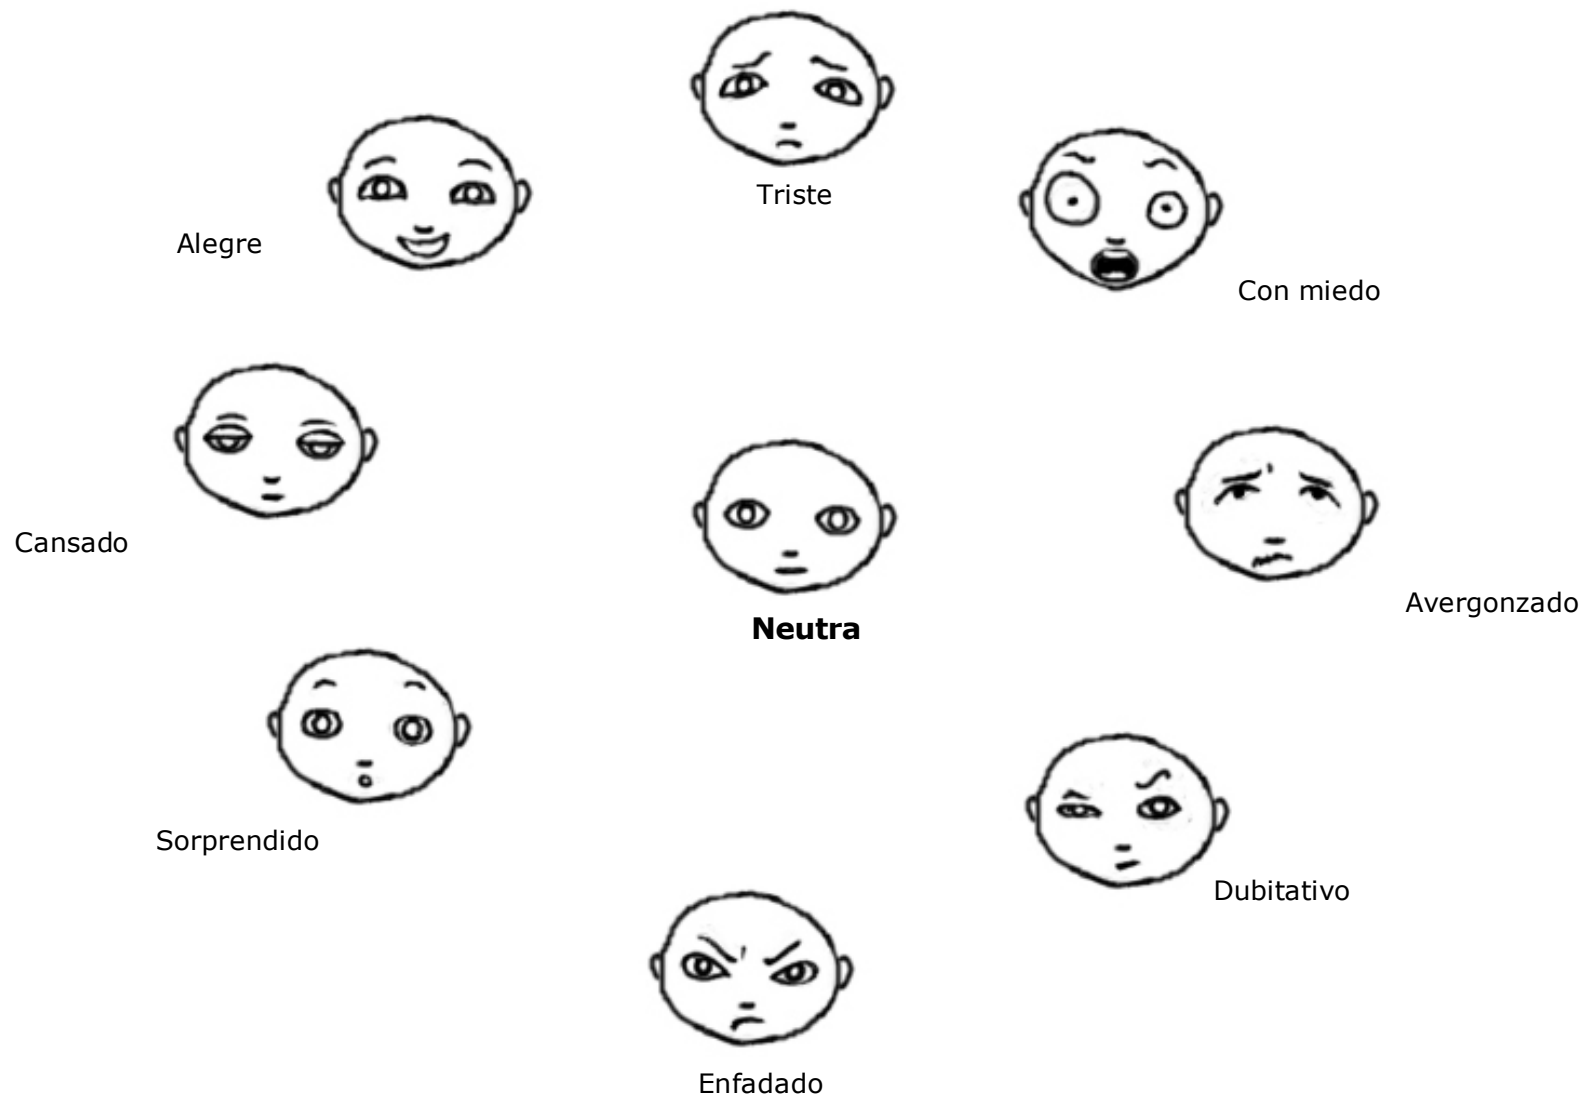 Triste
Alegre
Con miedo
Cansado
Avergonzado
Neutra
Sorprendido
Dubitativo
Enfadado